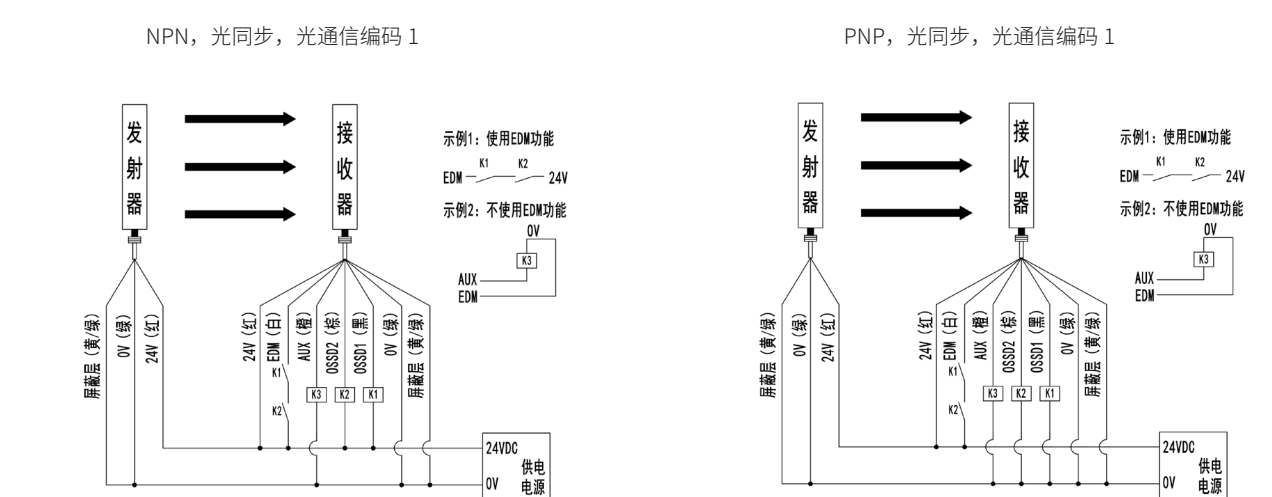 NPN，光同步，光通信编码 1
发射器
接收器
示例1：使用EDM功能
K1 K2
EDM 24V
示例2：不使用EDM功能
0V
K3
AUX
EDM
屏蔽层（黄/绿）
0V（绿）
24V（红）
24V（红）
EDM（白）
AUX（橙）
OSSD2（棕）
OSSD1（黑）
0V（绿）
屏蔽层（黄/绿）
K1
K2
K3 K2 K1
24VDC
供电
电源
0V
PNP，光同步，光通信编码 1
发射器
接收器
示例1：使用EDM功能
K1 K2
EDM 24V
示例2：不使用EDM功能
0V
K3
AUX
EDM
屏蔽层（黄/绿）
0V（绿）
24V（红）
24V（红）
EDM（白）
AUX（橙）
OSSD2（棕）
OSSD1（黑）
0V（绿）
屏蔽层（黄/绿）
K1
K2
K3 K2 K1
24VDC
供电
电源
0V